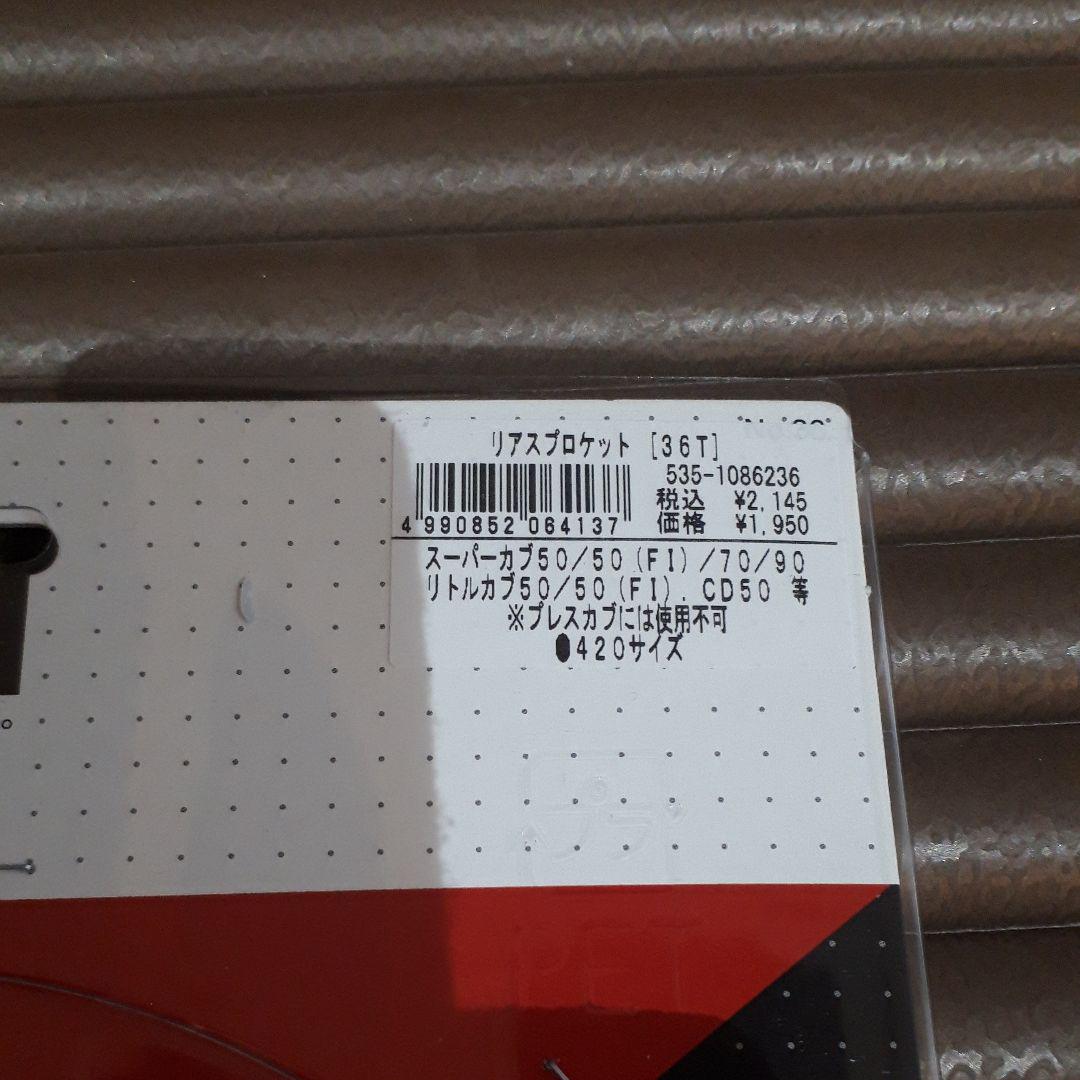 リアスプロケット [36T]
535-1086236
税込 ¥2,145
4 990852 064137
価格 ¥1,950
スーパーカブ50/50(FI)/70/90
リトルカブ50/50(FI).CD50 等
※プレスカブには使用不可
●420サイズ
プラ
PET